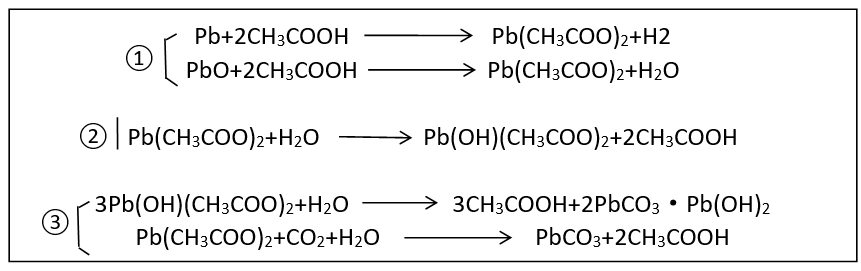 ① Pb+2CH₃COOH → Pb(CH₃COO)₂+H2
PbO+2CH₃COOH → Pb(CH₃COO)₂+H₂O
② Pb(CH₃COO)₂+H₂O → Pb(OH)(CH₃COO)₂+2CH₃COOH
③ 3Pb(OH)(CH₃COO)₂+H₂O → 3CH₃COOH+2PbCO₃・Pb(OH)₂
Pb(CH₃COO)₂+CO₂+H₂O → PbCO₃+2CH₃COOH